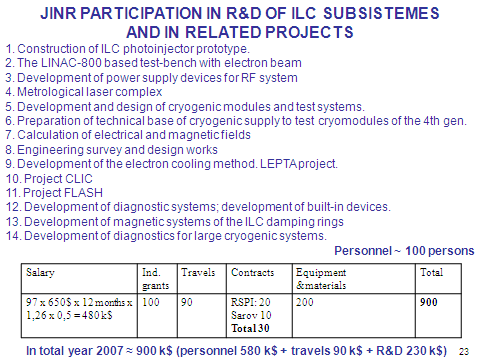 JINR PARTICIPATION IN R&D OF ILC SUBSISTEMES
AND IN RELATED PROJECTS
1. Construction of ILC photoinjector prototype.
2. The LINAC-800 based test-bench with electron beam
3. Development of power supply devices for RF system
4. Metrological laser complex
5. Development and design of cryogenic modules and test systems.
6. Preparation of technical base of cryogenic supply to test cryomodules of the 4th gen.
7. Calculation of electrical and magnetic fields
8. Engineering survey and design works
9. Development of the electron cooling method. LEPTA project.
10. Project CLIC
11. Project FLASH
12. Development of diagnostic systems; development of built-in devices.
13. Development of magnetic systems of the ILC damping rings
14. Development of diagnostics for large cryogenic systems.
Personnel ~ 100 persons
Salary Ind. Travels Contracts Equipment Total
grants &materials
97 x 650$ x 12 months x 100 90 RSPI: 20 200 900
1,26 x 0,5 = 480 k$ Sarov 10
Total 30
In total year 2007 ≈ 900 k$ (personnel 580 k$ + travels 90 k$ + R&D 230 k$) 23